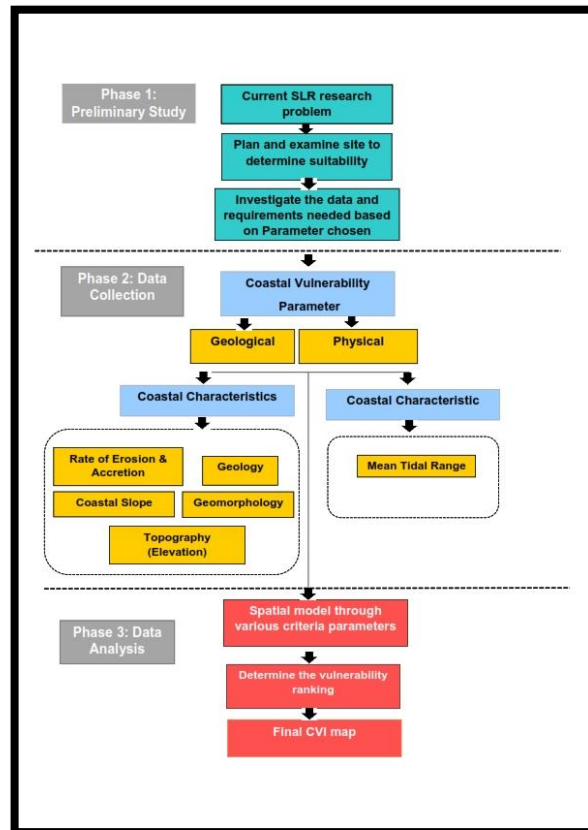 Phase 1:
Preliminary Study
Current SLR research
problem
Plan and examine site to
determine suitability
Investigate the data and
requirements needed based
on Parameter chosen
Phase 2: Data
Collection
Coastal Vulnerability
Parameter
Geological
Physical
Coastal Characteristics
Coastal Characteristic
Rate of Erosion &
Accretion
Geology
Coastal Slope
Geomorphology
Topography
(Elevation)
Mean Tidal Range
Phase 3: Data
Analysis
Spatial model through
various criteria parameters
Determine the vulnerability
ranking
Final CVI map